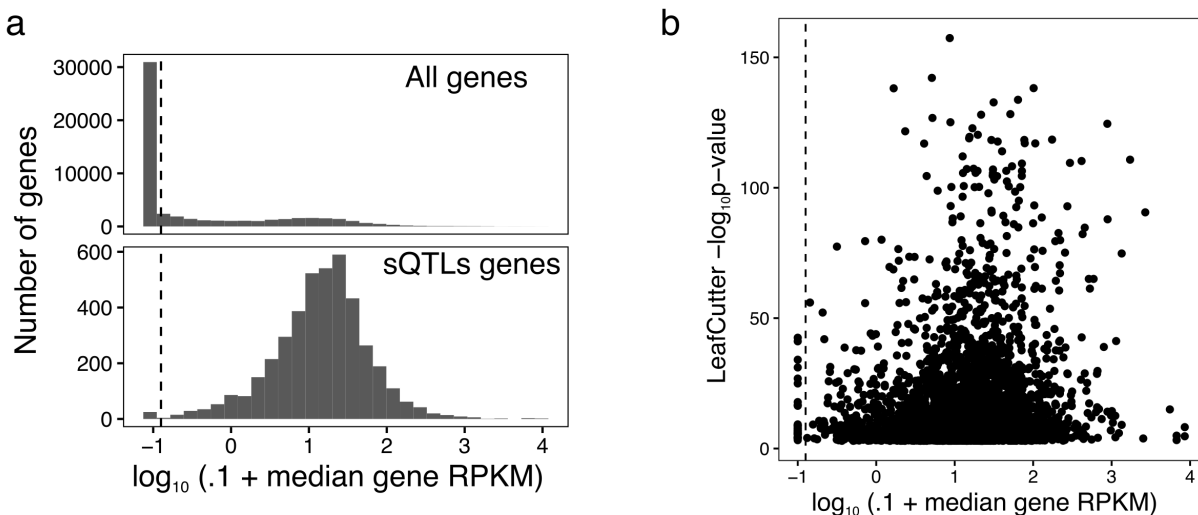 a
All genes
30000
20000
10000
0
Number of genes
sQTLs genes
600
400
200
0
−1 0 1 2 3 4
log₁₀ (.1 + median gene RPKM)
b
150
100
50
0
LeafCutter −log₁₀p−value
−1 0 1 2 3 4
log₁₀ (.1 + median gene RPKM)